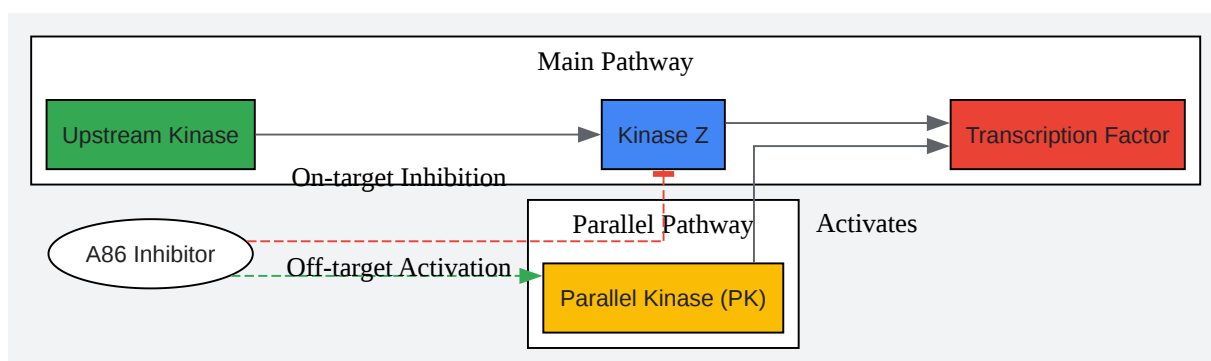 Main Pathway
Upstream Kinase
Kinase Z
Transcription Factor
On-target Inhibition
Parallel Pathway
Activates
A86 Inhibitor
Off-target Activation
Parallel Kinase (PK)